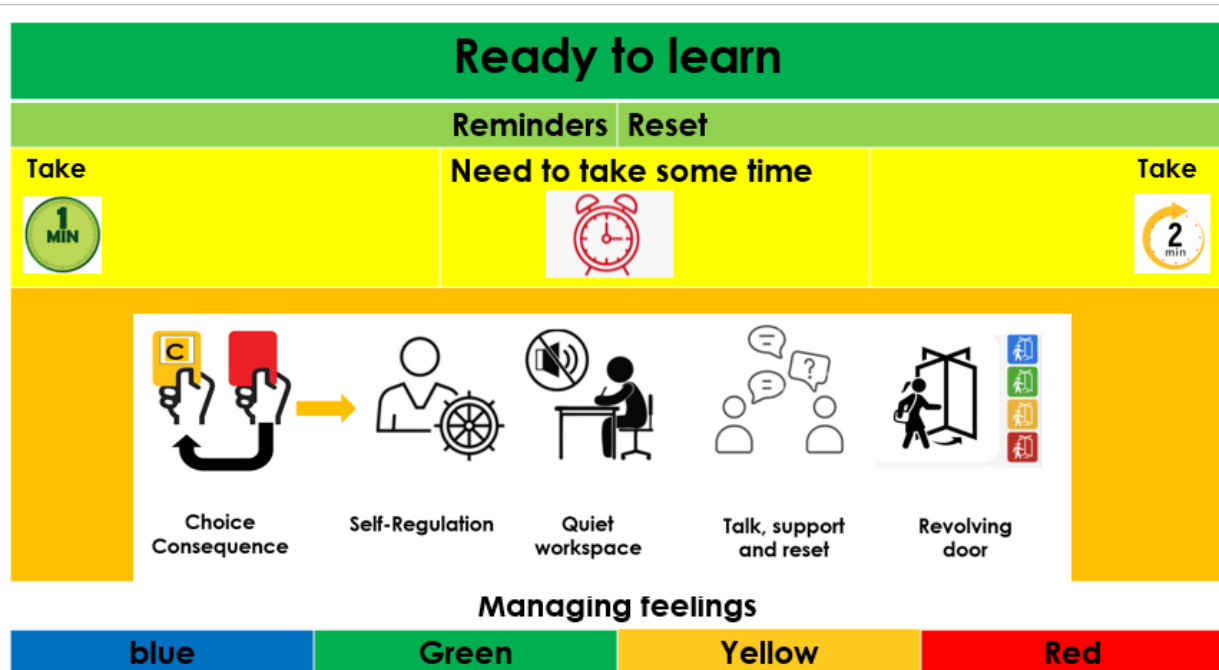 Ready to learn
Reminders Reset
Take
Need to take some time
Take
1
MIN
2
min
C
?
Choice
Consequence
Self-Regulation
Quiet
workspace
Talk, support
and reset
Revolving
door
Managing feelings
blue
Green
Yellow
Red